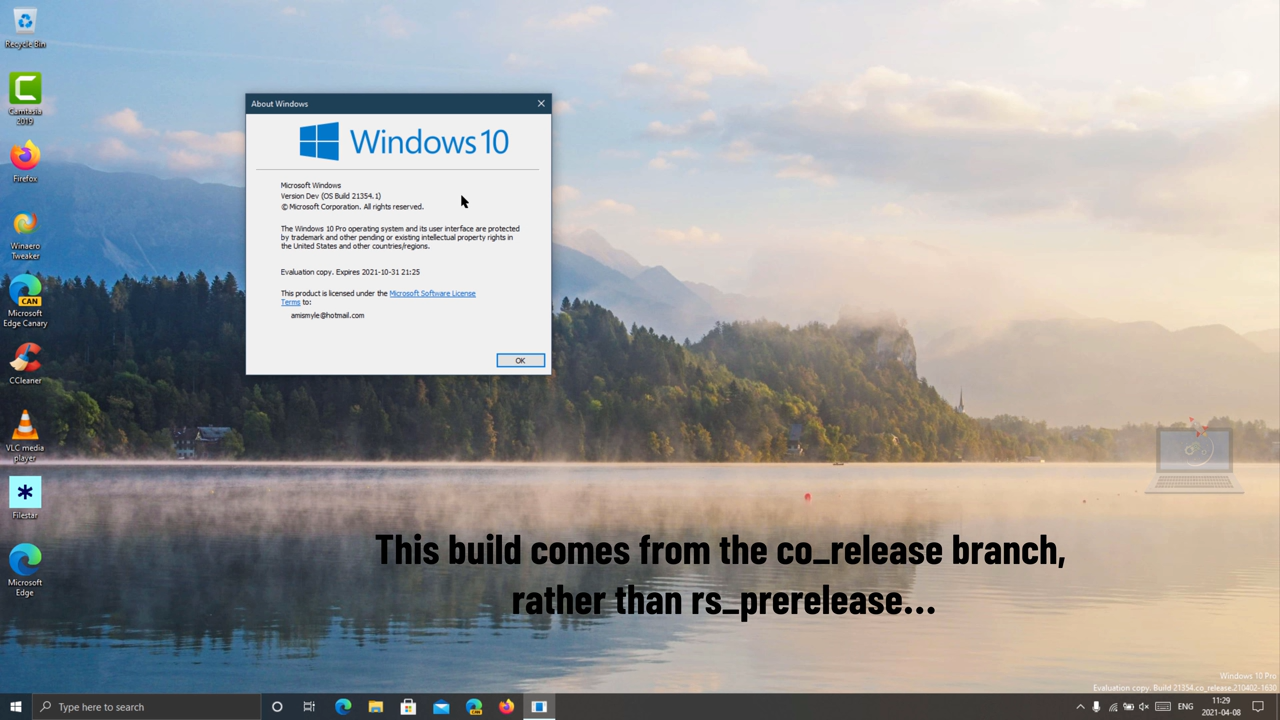 Recycle Bin
Camtasia
2019
Firefox
Winaero
Tweaker
CAN
Microsoft
Edge Canary
CCleaner
VLC media
player
Filestar
Microsoft
Edge
About Windows
Windows 10
Microsoft Windows
Version Dev (OS Build 21354.1)
© Microsoft Corporation. All rights reserved.
The Windows 10 Pro operating system and its user interface are protected
by trademark and other pending or existing intellectual property rights in
the United States and other countries/regions.
Evaluation copy. Expires 2021-10-31 21:25
This product is licensed under the Microsoft Software License
Terms to:
amismyle@hotmail.com
OK
This build comes from the co_release branch,
rather than rs_prerelease...
Windows 10 Pro
Evaluation copy. Build 21354.co_release.210402-1630
Type here to search
CAN
ENG
11:29
2021-04-08